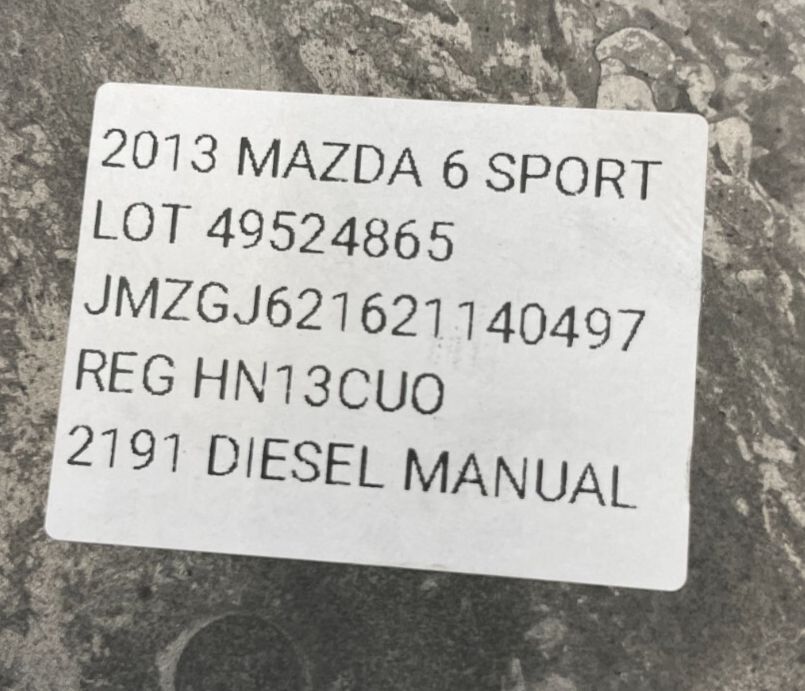 2013 MAZDA 6 SPORT
LOT 49524865
JMZGJ621621140497
REG HN13CUO
2191 DIESEL MANUAL